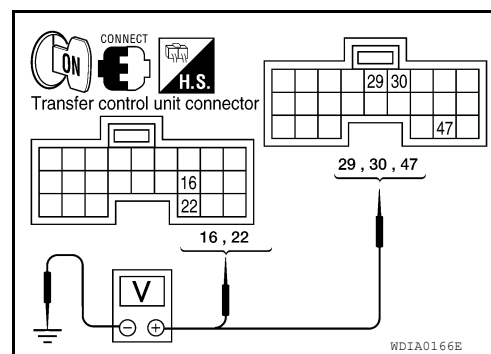 CONNECT
ON
H.S.
Transfer control unit connector
29 30
47
16
22
29 , 30 , 47
16 , 22
V
− +
WDIA0166E